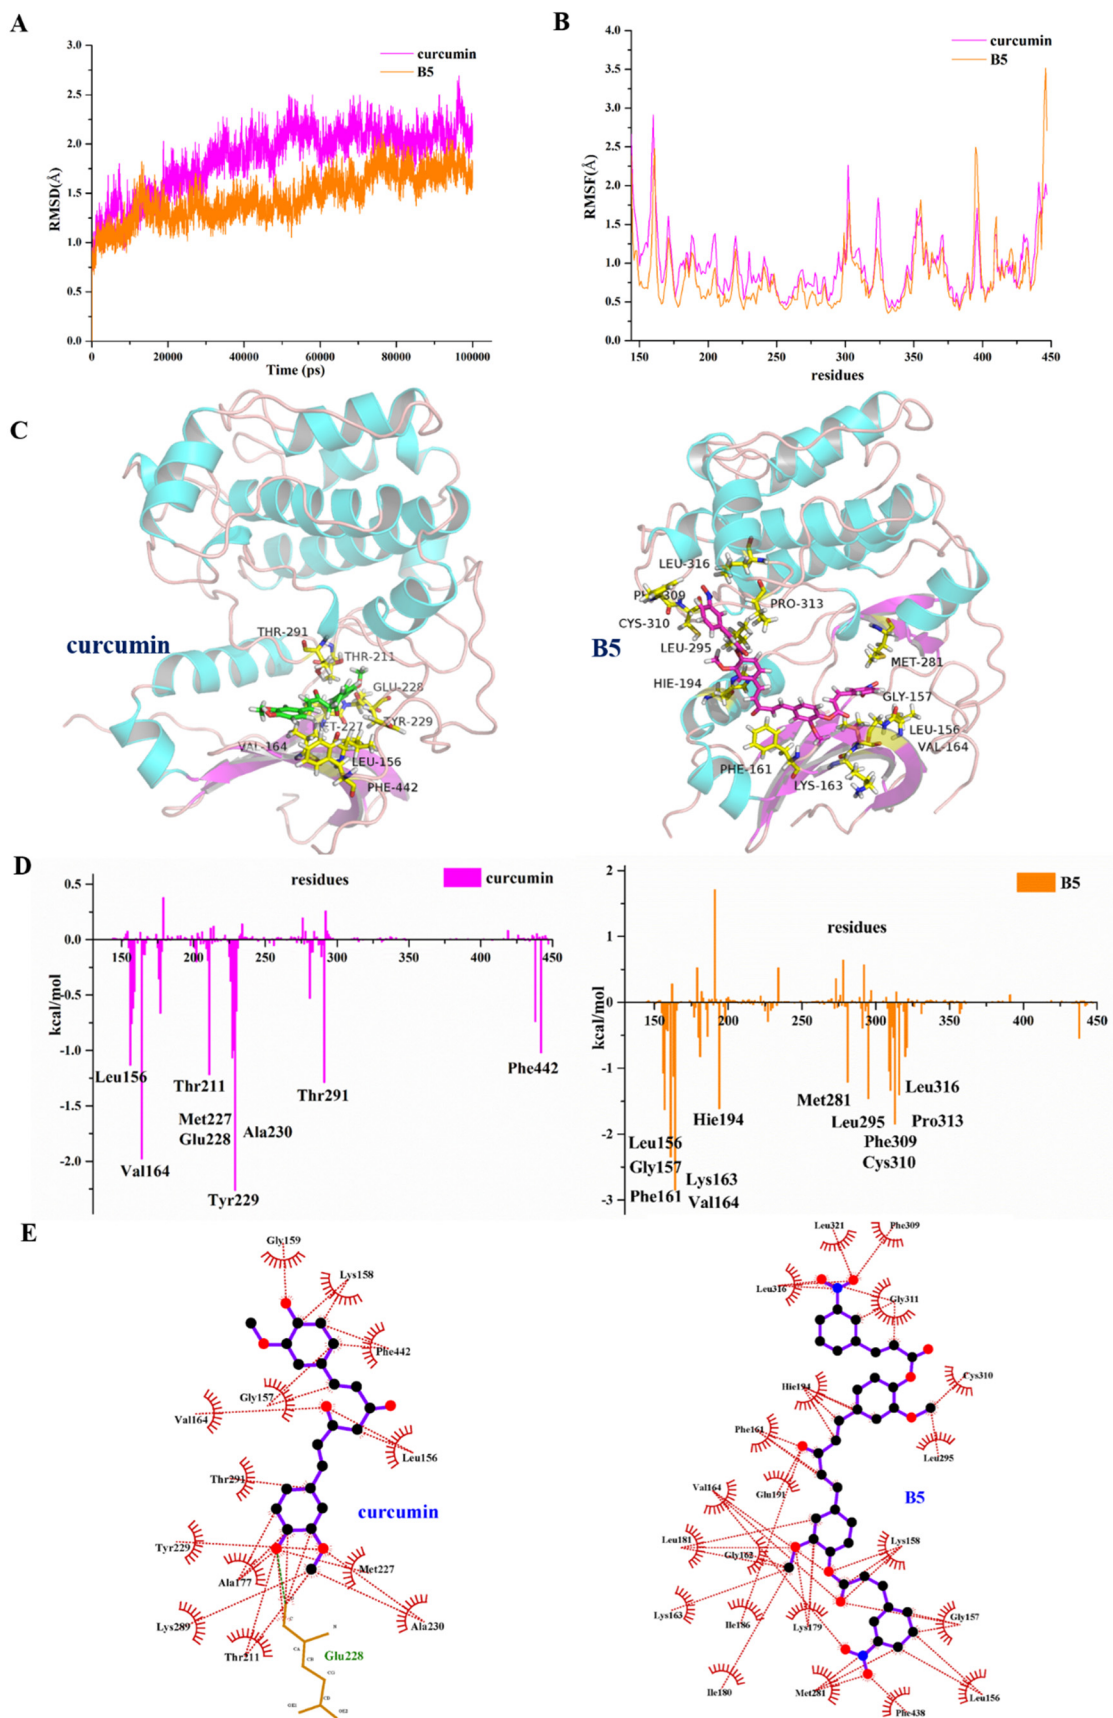 A
curcumin
B5
RMSD(Å)
3.0
2.5
2.0
1.5
1.0
0.5
0.0
0
20000
40000
60000
80000
100000
Time (ps)
B
curcumin
B5
RMSF(Å)
4.0
3.5
3.0
2.5
2.0
1.5
1.0
0.5
0.0
150
200
250
300
350
400
450
residues
C
curcumin
THR-291
THR-211
GLU-228
TYR-229
VAL-164
LEU-156
PHE-442
B5
LEU-316
PRO-313
CYS-310
LEU-295
MET-281
HIE-194
GLY-157
LEU-156
VAL-164
PHE-161
LYS-163
D
residues
curcumin
kcal/mol
0.5
0.0
-0.5
-1.0
-1.5
-2.0
150
200
250
300
350
400
450
Leu156
Thr211
Thr291
Phe442
Met227
Glu228
Ala230
Val164
Tyr229
B5
residues
kcal/mol
2
1
0
-1
-2
-3
150
200
250
300
350
400
450
Hie194
Met281
Leu316
Leu295
Pro313
Phe309
Cys310
Leu156
Gly157
Lys163
Phe161
Val164
E
Gly159
Lys158
Phe442
Gly157
Val164
Leu156
Thr291
curcumin
Tyr229
Ala177
Met227
Lys289
Ala230
Thr211
Glu228
CA
CB
CG
CD
OE1
OE2
Leu321
Phe309
Leu316
Gly311
Cys310
Hie194
Phe161
Leu295
Glu191
Val164
B5
Leu181
Gly162
Lys158
Lys163
Ile186
Lys179
Gly157
Ile180
Met281
Leu156
Phe438